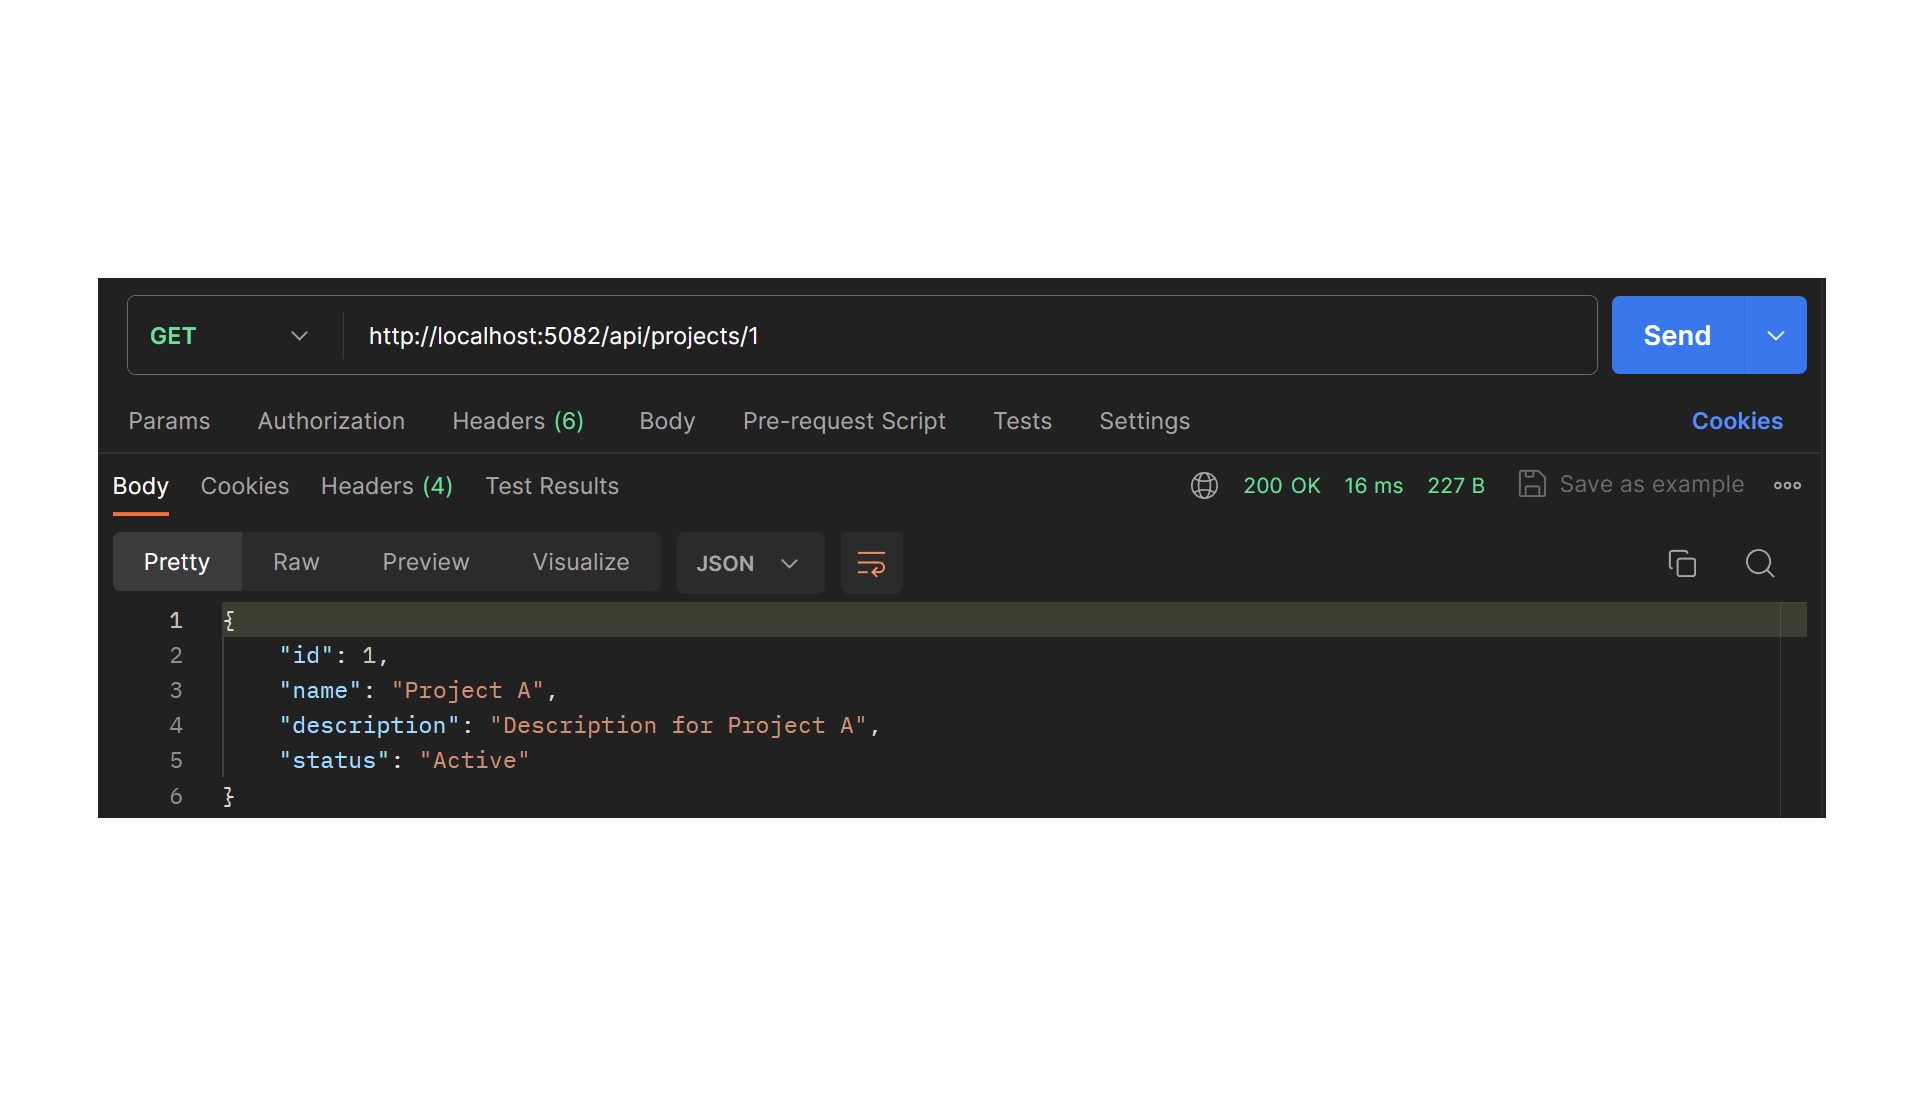 GET http://localhost:5082/api/projects/1 Send
Params Authorization Headers (6) Body Pre-request Script Tests Settings Cookies
Body Cookies Headers (4) Test Results 200 OK 16 ms 227 B Save as example
Pretty Raw Preview Visualize JSON
1 {
2 "id": 1,
3 "name": "Project A",
4 "description": "Description for Project A",
5 "status": "Active"
6 }